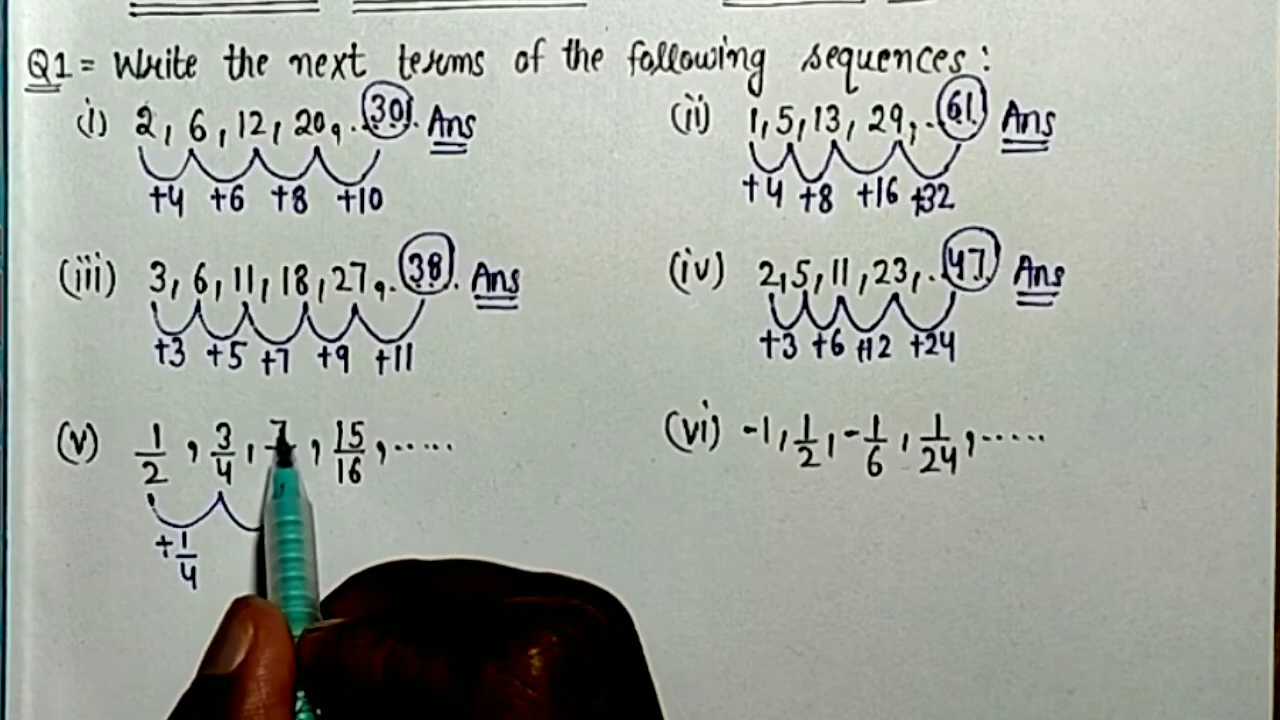 Q1 = Write the next terms of the following sequences:
(i) 2, 6, 12, 20, ..30.. Ans
+4 +6 +8 +10
(ii) 1, 5, 13, 29, ..61.. Ans
+4 +8 +16 +32
(iii) 3, 6, 11, 18, 27, ..38.. Ans
+3 +5 +7 +9 +11
(iv) 2, 5, 11, 23, ..47.. Ans
+3 +6 +12 +24
(v) 1/2, 3/4, 7, 15/16, .....
+1/4
(vi) -1, 1/2, -1/6, 1/24, .....